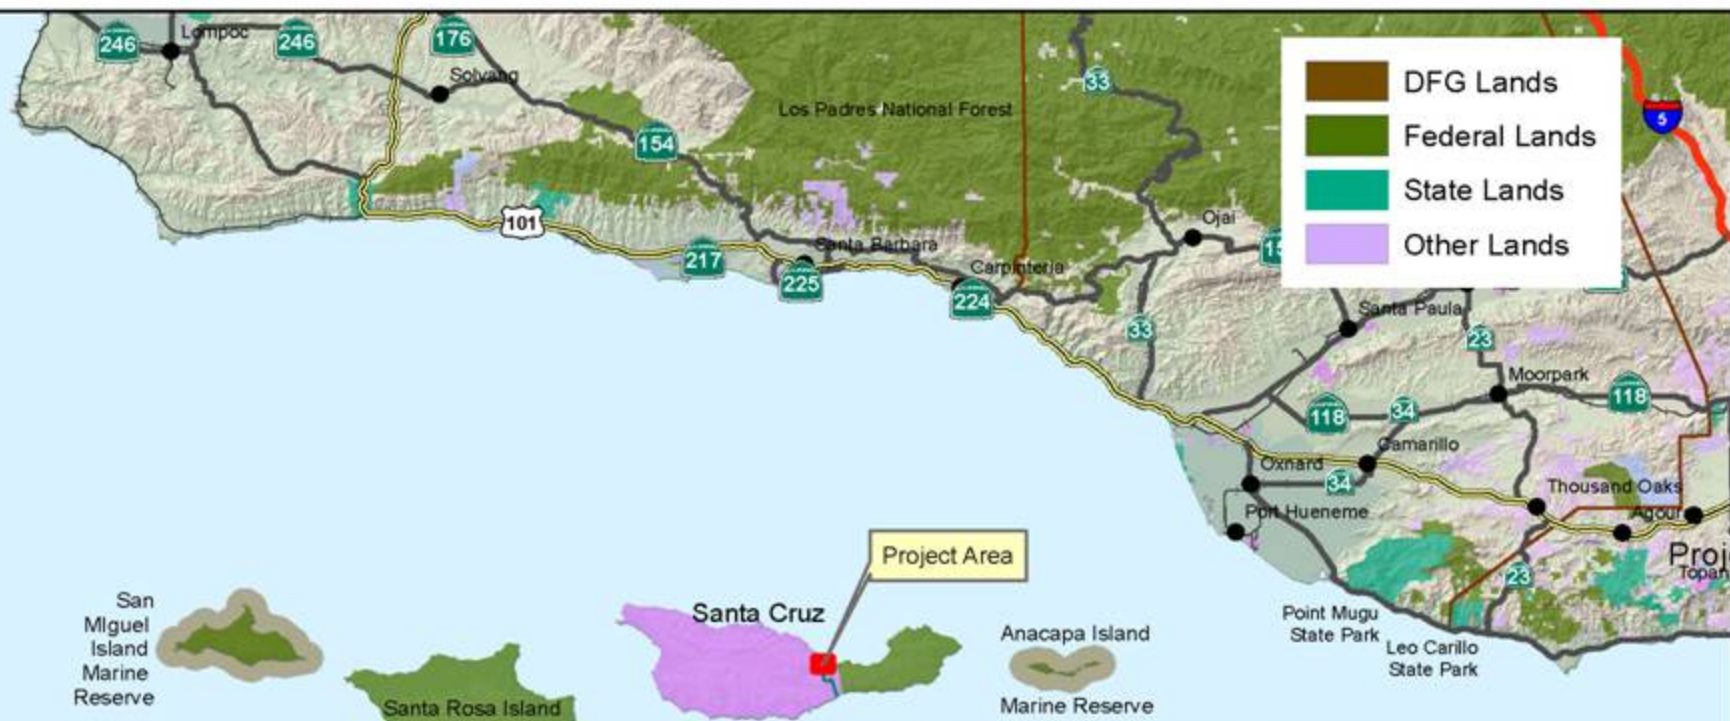 246
Lompoc
246
176
Solvang
154
Los Padres National Forest
33
5
DFG Lands
Federal Lands
State Lands
Other Lands
101
217
Santa Barbara
225
Carpinteria
224
Ojai
33
Santa Paula
23
Moorpark
118
34
118
Camarillo
Oxnard
34
Port Hueneme
Thousand Oaks
23
Point Mugu
State Park
Leo Carillo
State Park
Project Area
San
MIguel
Island
Marine
Reserve
Santa Rosa Island
Santa Cruz
Anacapa Island
Marine Reserve